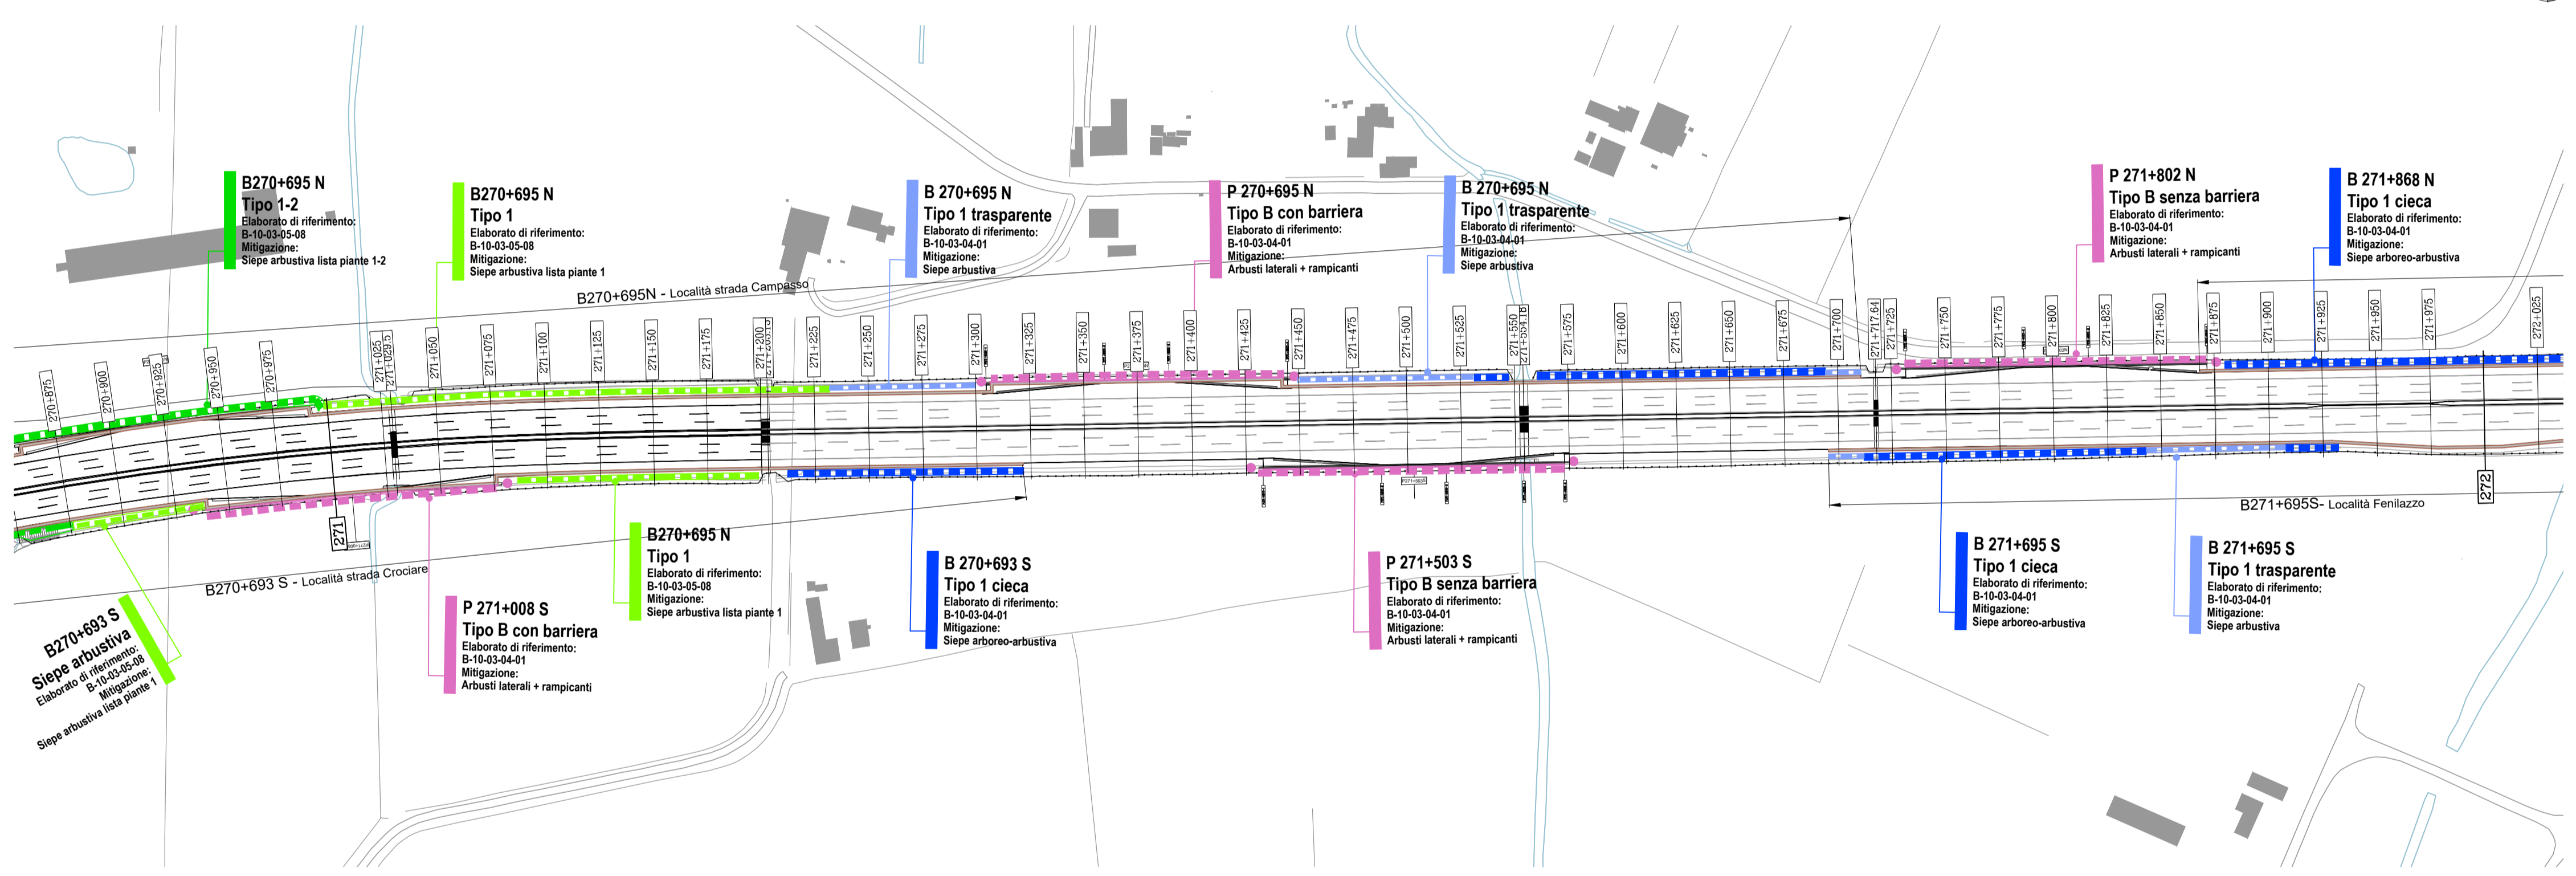 B270+695 N
Tipo 1-2
Elaborato di riferimento:
B-10-03-05-08
Mitigazione:
Siepe arbustiva lista piante 1-2
B270+695 N
Tipo 1
Elaborato di riferimento:
B-10-03-05-08
Mitigazione:
Siepe arbustiva lista piante 1
B 270+695 N
Tipo 1 trasparente
Elaborato di riferimento:
B-10-03-04-01
Mitigazione:
Siepe arbustiva
P 270+695 N
Tipo B con barriera
Elaborato di riferimento:
B-10-03-04-01
Mitigazione:
Arbusti laterali + rampicanti
B 270+695 N
Tipo 1 trasparente
Elaborato di riferimento:
B-10-03-04-01
Mitigazione:
Siepe arbustiva
P 271+802 N
Tipo B senza barriera
Elaborato di riferimento:
B-10-03-04-01
Mitigazione:
Arbusti laterali + rampicanti
B 271+868 N
Tipo 1 cieca
Elaborato di riferimento:
B-10-03-04-01
Mitigazione:
Siepe arboreo-arbustiva
B270+695N - Località strada Campasso
270+875
270+900
270+925
270+950
270+975
271+025
271+029.5
271+050
271+075
271+100
271+125
271+150
271+175
271+200
271+225
271+250
271+275
271+300
271+325
271+350
271+375
271+400
271+425
271+450
271+475
271+500
271+525
271+550
271+554.18
271+575
271+600
271+625
271+650
271+675
271+700
271+717.64
271+725
271+750
271+775
271+800
271+825
271+850
271+875
271+900
271+925
271+950
271+975
272+025
271
272
P271+503S
B270+693 S - Località strada Crociare
B271+695S- Località Fenilazzo
B270+693 S
Siepe arbustiva
Elaborato di riferimento:
B-10-03-05-08
Mitigazione:
Siepe arbustiva lista piante 1
P 271+008 S
Tipo B con barriera
Elaborato di riferimento:
B-10-03-04-01
Mitigazione:
Arbusti laterali + rampicanti
B270+695 N
Tipo 1
Elaborato di riferimento:
B-10-03-05-08
Mitigazione:
Siepe arbustiva lista piante 1
B 270+693 S
Tipo 1 cieca
Elaborato di riferimento:
B-10-03-04-01
Mitigazione:
Siepe arboreo-arbustiva
P 271+503 S
Tipo B senza barriera
Elaborato di riferimento:
B-10-03-04-01
Mitigazione:
Arbusti laterali + rampicanti
B 271+695 S
Tipo 1 cieca
Elaborato di riferimento:
B-10-03-04-01
Mitigazione:
Siepe arboreo-arbustiva
B 271+695 S
Tipo 1 trasparente
Elaborato di riferimento:
B-10-03-04-01
Mitigazione:
Siepe arbustiva